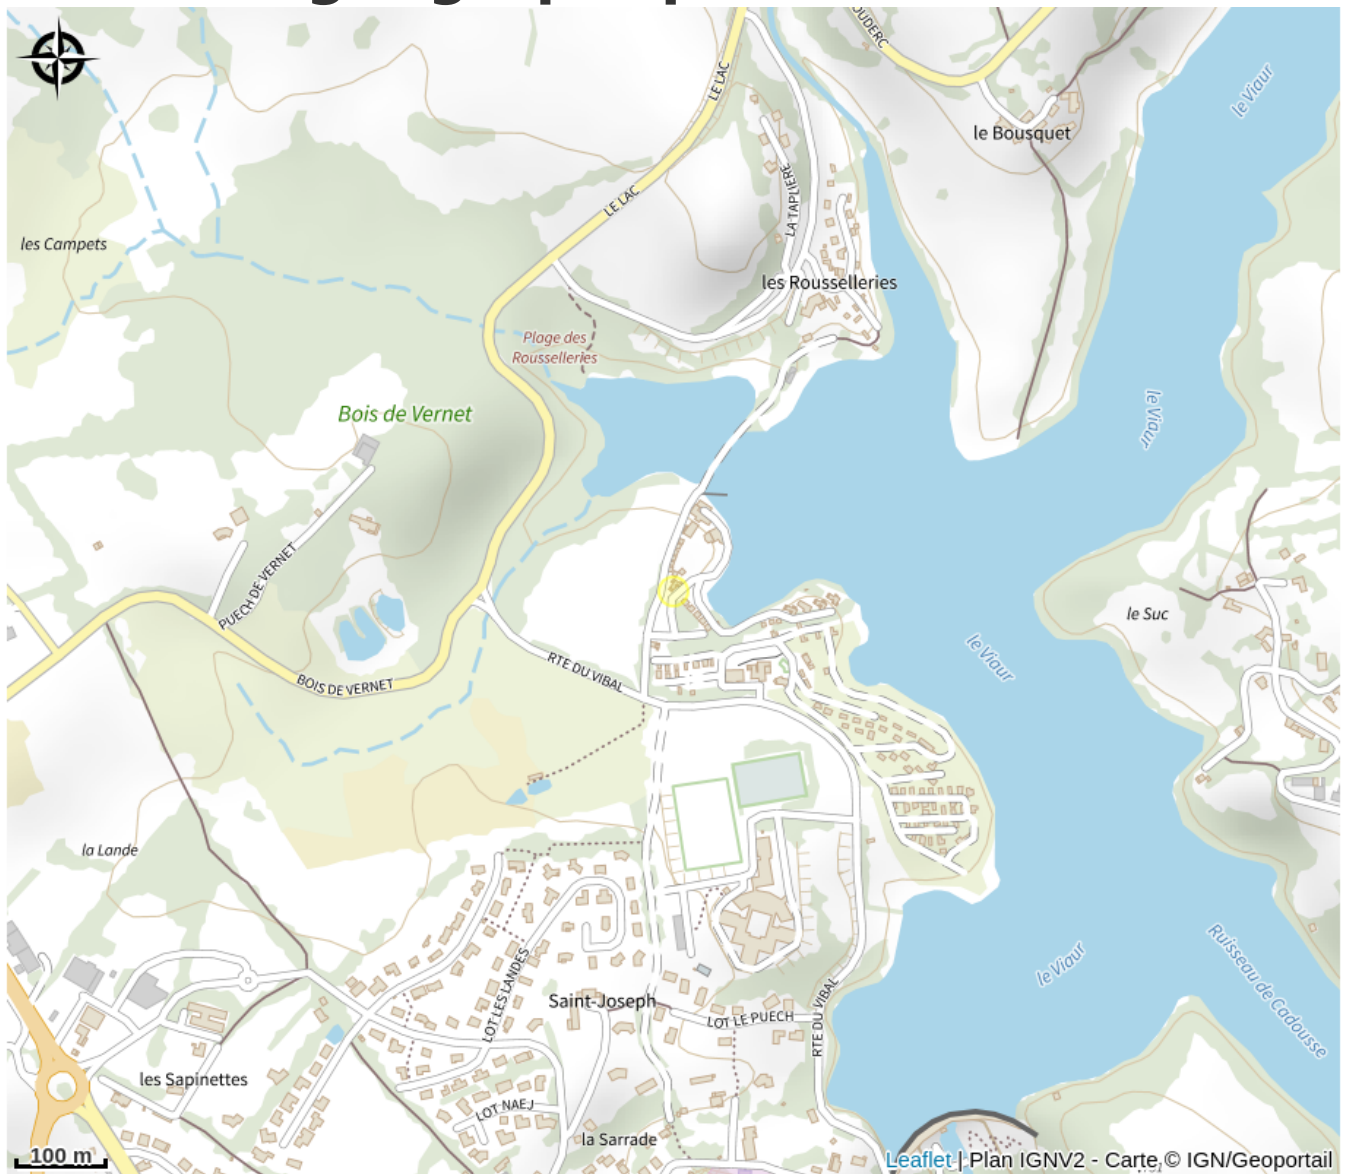 LE LAC
le Viaur
le Bousquet
LA TAPIZIERE
LE LAC
les Campets
les Rousselleries
Plage des
Rousselleries
Bois de Vernet
le Viaur
PUECH DE VERNET
le Suc
le Viaur
RTE DU VIBAL
BOIS DE VERNET
la Lande
Ruisseau de Cadousse
le Viaur
LOT LES LANDES
Saint-Joseph
LOT LE PUECH
RTE DU VIBAL
les Sapinettes
LOT NAEJ
la Sarrade
100 m
Leaflet | Plan IGNV2 - Carte © IGN/Geoportail